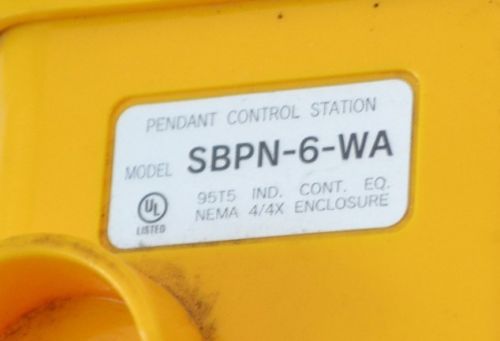 PENDANT CONTROL STATION
MODEL SBPN-6-WA
UL
LISTED
95T5 IND. CONT. EQ.
NEMA 4/4X ENCLOSURE